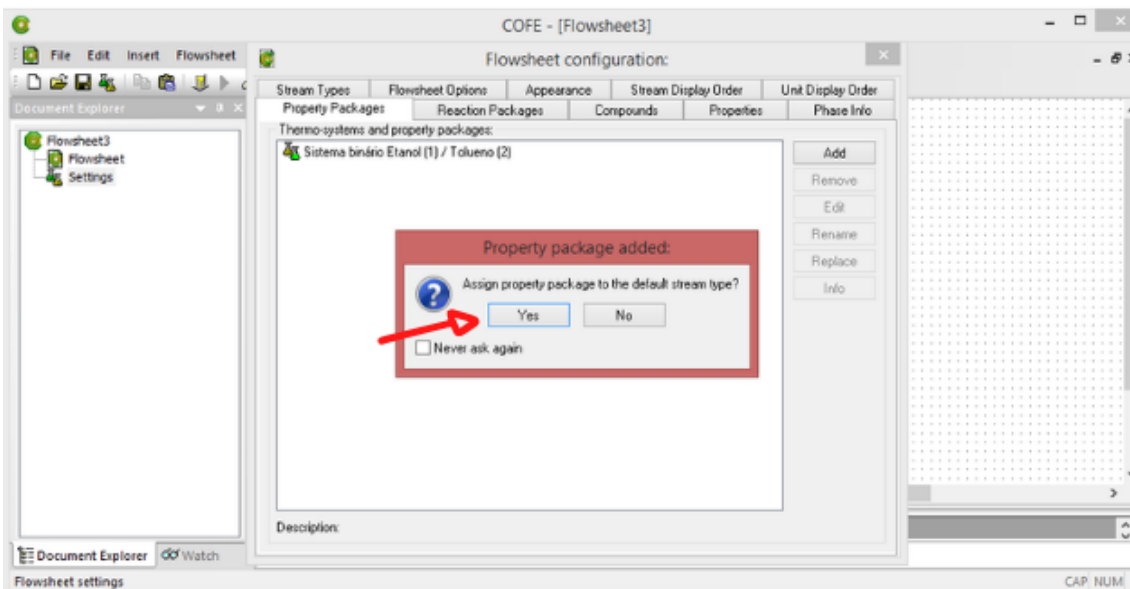 COFE - [Flowsheet3]
File Edit Insert Flowsheet
Flowsheet configuration:
Document Explorer
Flowsheet3
Flowsheet
Settings
Stream Types Flowsheet Options Appearance Stream Display Order Unit Display Order
Property Packages Reaction Packages Compounds Properties Phase Info
Thermo-systems and property packages:
Sistema binário Etanol (1) / Tolueno (2)
Add
Remove
Edit
Rename
Replace
Info
Property package added:
Assign property package to the default stream type?
Yes No
Never ask again
Description:
Document Explorer Watch
Flowsheet settings
CAP NUM